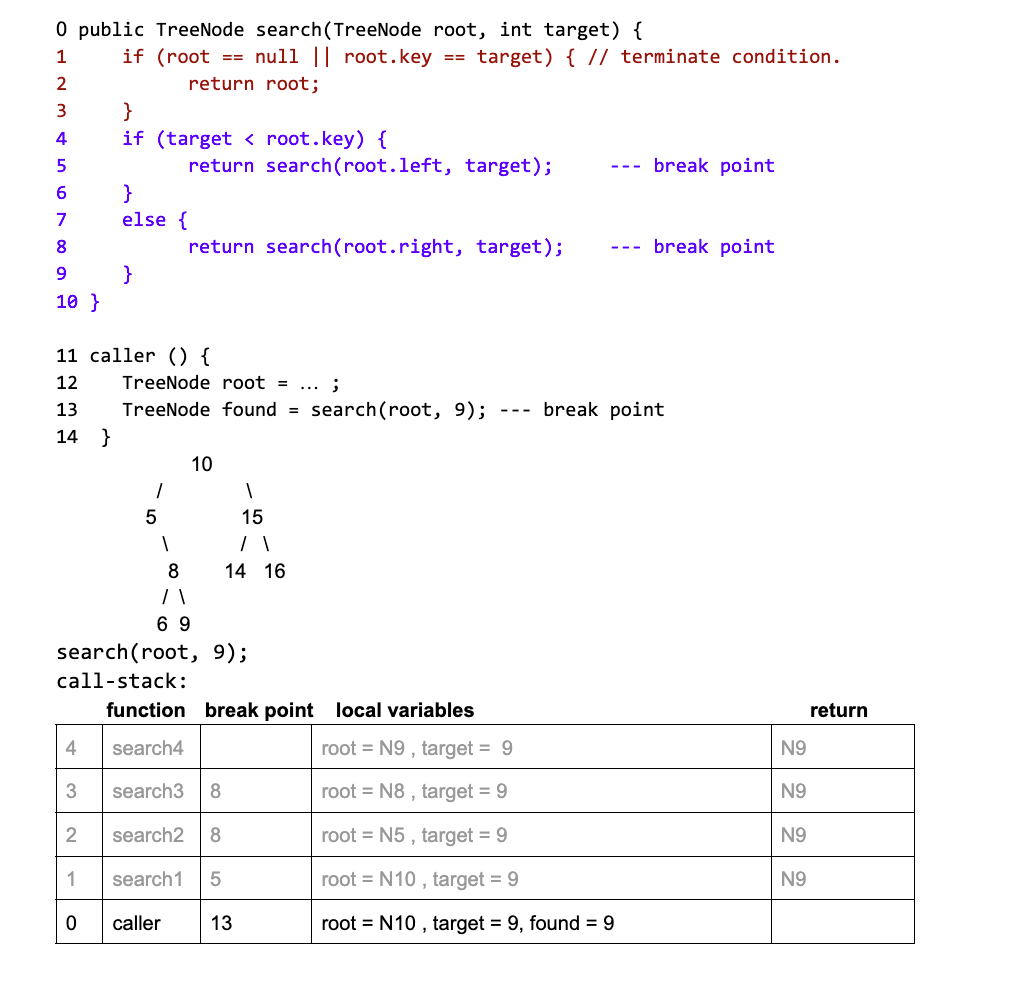 0 public TreeNode search(TreeNode root, int target) {
1     if (root == null || root.key == target) { // terminate condition.
2           return root;
3     }
4     if (target < root.key) {
5           return search(root.left, target);     --- break point
6     }
7     else {
8           return search(root.right, target);    --- break point
9     }
10 }
11 caller () {
12    TreeNode root = ... ;
13    TreeNode found = search(root, 9); --- break point
14  }
10
/ \
5 15
\ / \
8 14 16
/ \
6 9
search(root, 9);
call-stack:
function break point local variables return
4 search4 root = N9 , target =  9 N9
3 search3 8 root = N8 , target = 9 N9
2 search2 8 root = N5 , target = 9 N9
1 search1 5 root = N10 , target = 9 N9
0 caller 13 root = N10 , target = 9, found = 9